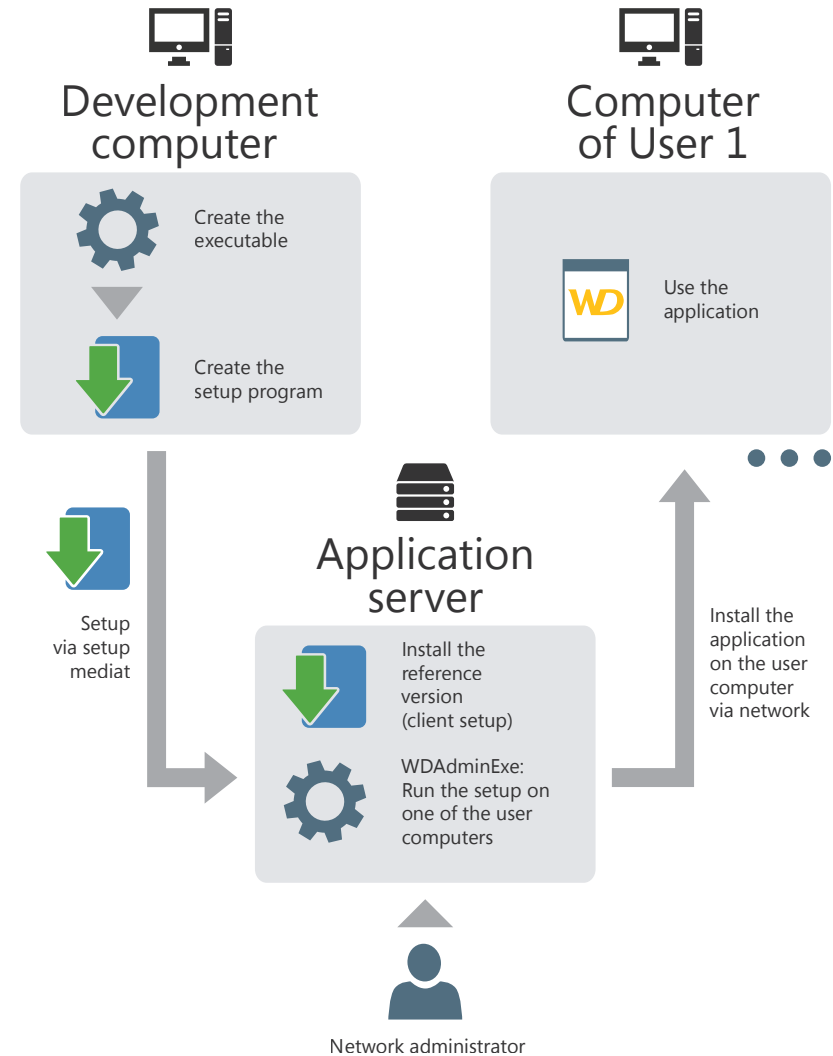 Development
computer
Computer
of User 1
Create the
executable
Create the
setup program
WD
Use the
application
Setup
via setup
mediat
Application
server
Install the
reference
version
(client setup)
WDAdminExe:
Run the setup on
one of the user
computers
Install the
application
on the user
computer
via network
Network administrator